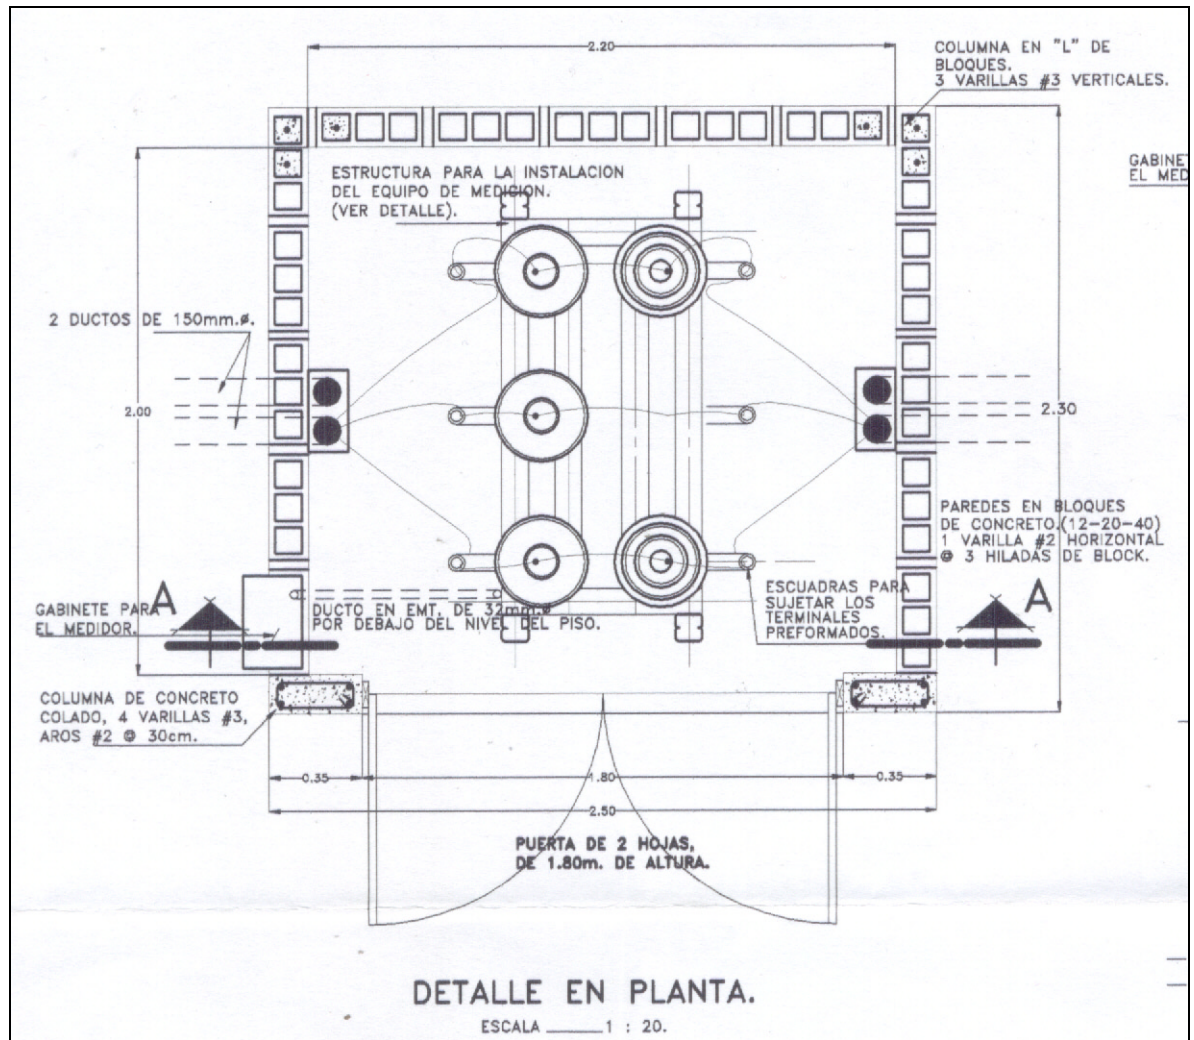 2.20
COLUMNA EN "L" DE
BLOQUES.
3 VARILLAS #3 VERTICALES.
GABINET
EL MED
ESTRUCTURA PARA LA INSTALACION
DEL EQUIPO DE MEDICION.
(VER DETALLE).
2 DUCTOS DE 150mm.ø.
2.00
2.30
PAREDES EN BLOQUES
DE CONCRETO.(12-20-40)
1 VARILLA #2 HORIZONTAL
@ 3 HILADAS DE BLOCK.
A
A
GABINETE PARA
EL MEDIDOR.
DUCTO EN EMT. DE 32mm.ø
POR DEBAJO DEL NIVEL DEL PISO.
ESCUADRAS PARA
SUJETAR LOS
TERMINALES
PREFORMADOS.
COLUMNA DE CONCRETO
COLADO, 4 VARILLAS #3,
AROS #2 @ 30cm.
0.35
1.80
0.35
2.50
PUERTA DE 2 HOJAS,
DE 1.80m. DE ALTURA.
DETALLE EN PLANTA.
ESCALA ______1 : 20.